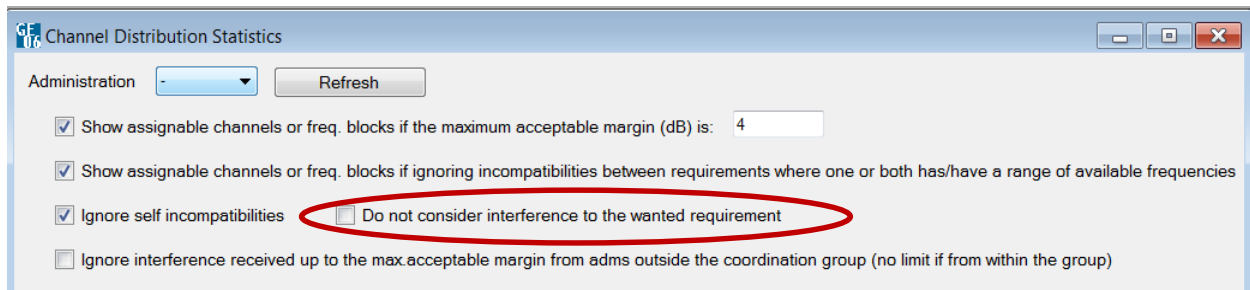 GE06 Channel Distribution Statistics
Administration - Refresh
Show assignable channels or freq. blocks if the maximum acceptable margin (dB) is: 4
Show assignable channels or freq. blocks if ignoring incompatibilities between requirements where one or both has/have a range of available frequencies
Ignore self incompatibilities Do not consider interference to the wanted requirement
Ignore interference received up to the max.acceptable margin from adms outside the coordination group (no limit if from within the group)